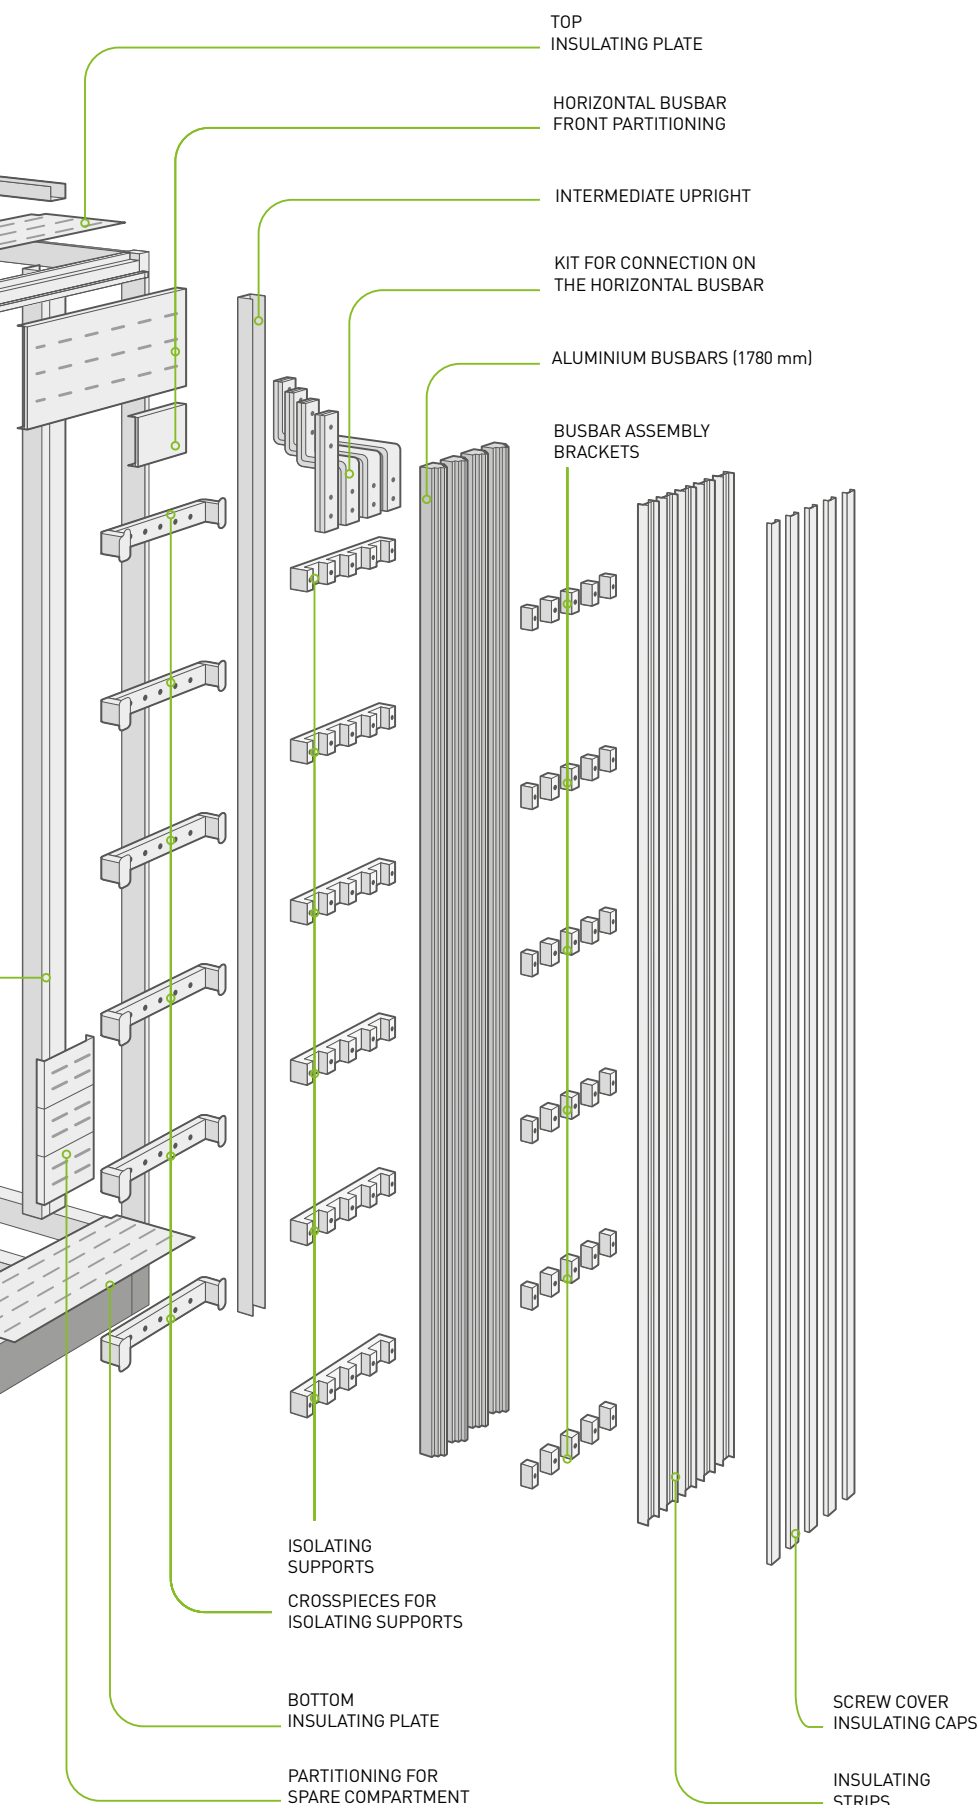 TOP
INSULATING PLATE
HORIZONTAL BUSBAR
FRONT PARTITIONING
INTERMEDIATE UPRIGHT
KIT FOR CONNECTION ON
THE HORIZONTAL BUSBAR
ALUMINIUM BUSBARS (1780 mm)
BUSBAR ASSEMBLY
BRACKETS
ISOLATING
SUPPORTS
CROSSPIECES FOR
ISOLATING SUPPORTS
BOTTOM
INSULATING PLATE
SCREW COVER
INSULATING CAPS
PARTITIONING FOR
SPARE COMPARTMENT
INSULATING
STRIPS